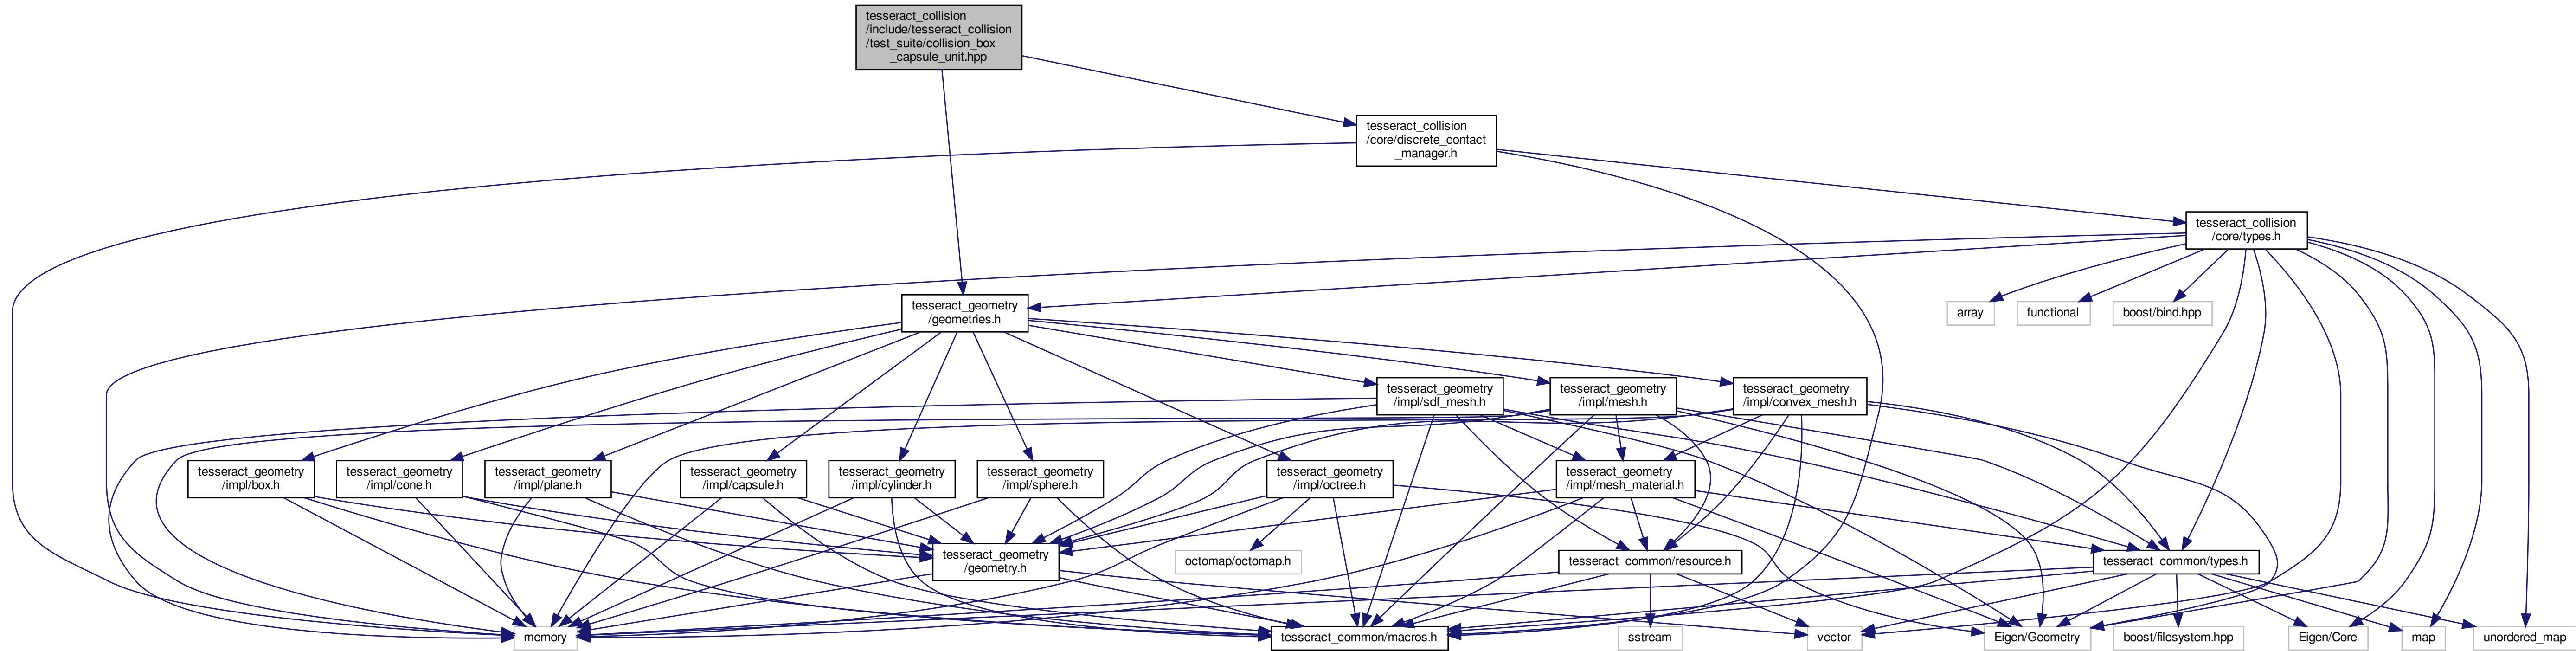 tesseract_collision
/include/tesseract_collision
/test_suite/collision_box
_capsule_unit.hpp
tesseract_collision
/core/discrete_contact
_manager.h
tesseract_collision
/core/types.h
tesseract_geometry
/geometries.h
array
functional
boost/bind.hpp
tesseract_geometry
/impl/sdf_mesh.h
tesseract_geometry
/impl/mesh.h
tesseract_geometry
/impl/convex_mesh.h
tesseract_geometry
/impl/box.h
tesseract_geometry
/impl/cone.h
tesseract_geometry
/impl/plane.h
tesseract_geometry
/impl/capsule.h
tesseract_geometry
/impl/cylinder.h
tesseract_geometry
/impl/sphere.h
tesseract_geometry
/impl/octree.h
tesseract_geometry
/impl/mesh_material.h
tesseract_geometry
/geometry.h
octomap/octomap.h
tesseract_common/resource.h
tesseract_common/types.h
memory
tesseract_common/macros.h
sstream
vector
Eigen/Geometry
boost/filesystem.hpp
Eigen/Core
map
unordered_map